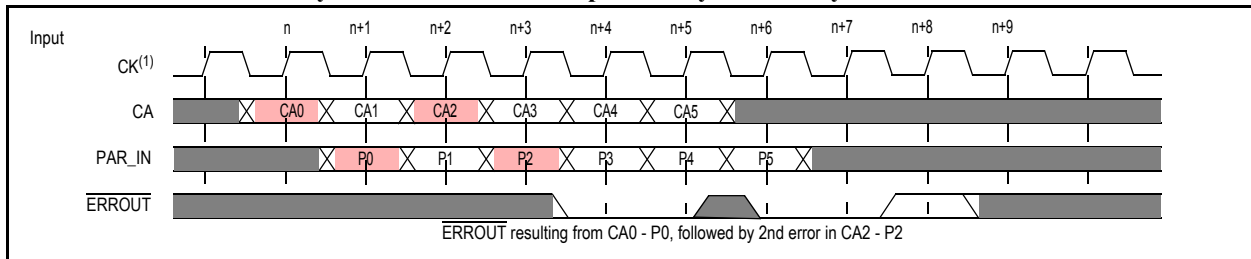 n n+1 n+2 n+3 n+4 n+5 n+6 n+7 n+8 n+9
Input
CK(1)
CA CA0 CA1 CA2 CA3 CA4 CA5
PAR_IN P0 P1 P2 P3 P4 P5
ERROUT
ERROUT resulting from CA0 - P0, followed by 2nd error in CA2 - P2